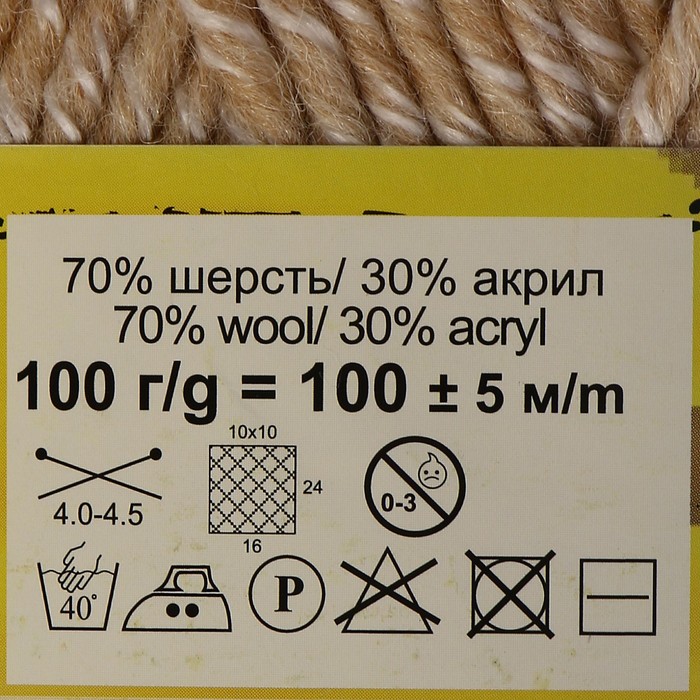 70% шерсть/ 30% акрил
70% wool/ 30% acryl
100 г/g = 100 ± 5 м/m
10x10
24
16
4.0-4.5
0-3
40°
P